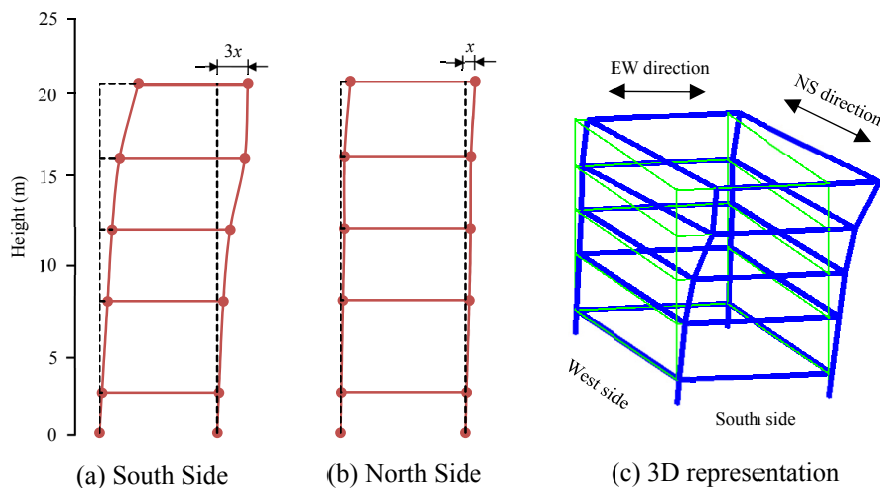 25
20
15
10
5
0
Height (m)
3x
x
EW direction
NS direction
West side
South side
(a) South Side
(b) North Side
(c) 3D representation